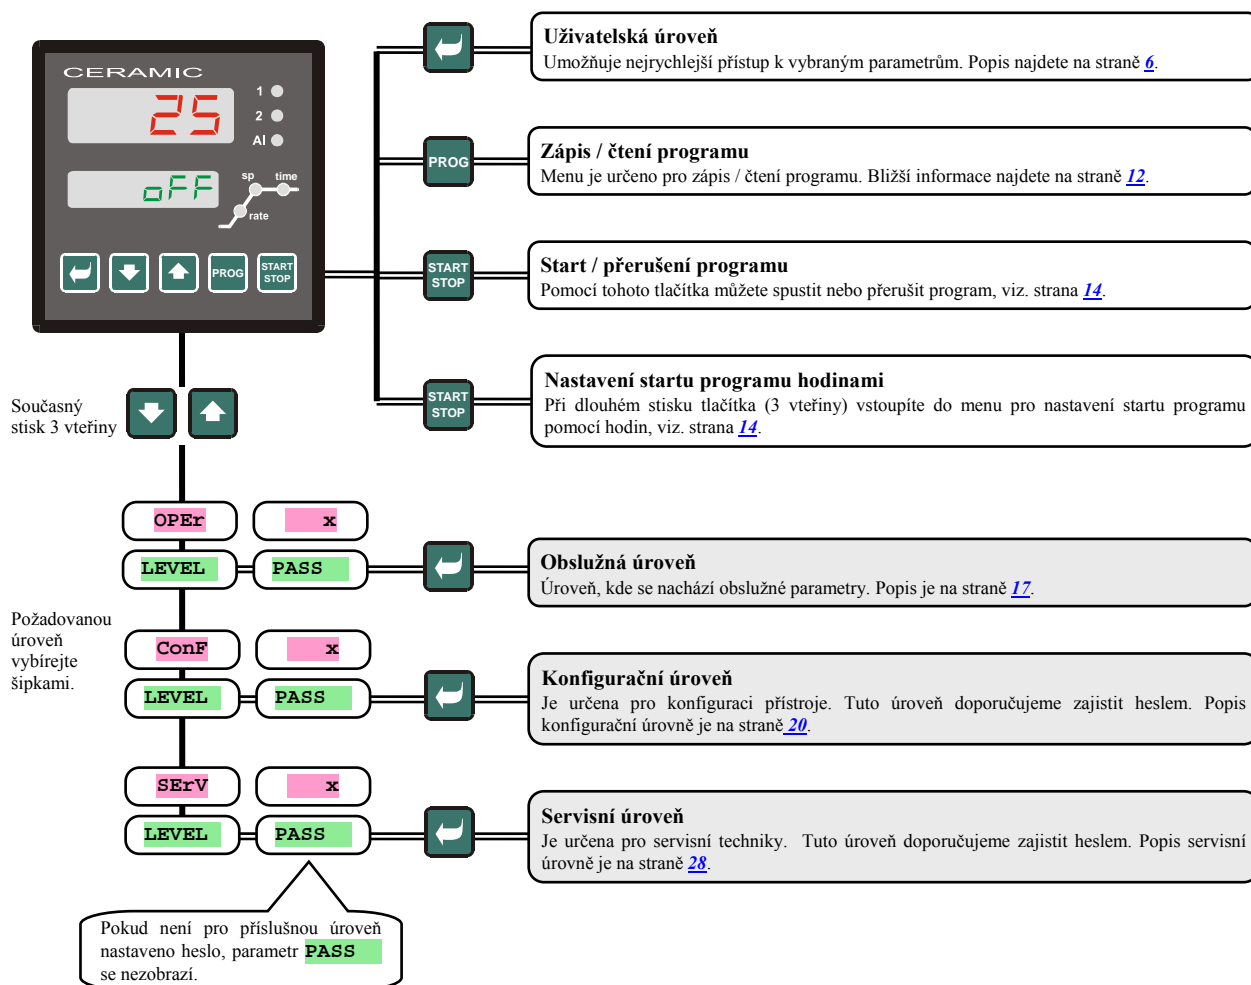 CERAMIC
25
1
2
Al
oFF
sp
time
rate
PROG
START
STOP
Uživatelská úroveň
Umožňuje nejrychlejší přístup k vybraným parametrům. Popis najdete na straně 6.
PROG
Zápis / čtení programu
Menu je určeno pro zápis / čtení programu. Bližší informace najdete na straně 12.
START
STOP
Start / přerušení programu
Pomocí tohoto tlačítka můžete spustit nebo přerušit program, viz. strana 14.
START
STOP
Nastavení startu programu hodinami
Při dlouhém stisku tlačítka (3 vteřiny) vstoupíte do menu pro nastavení startu programu
pomocí hodin, viz. strana 14.
Současný
stisk 3 vteřiny
OPEr
x
LEVEL
PASS
Obslužná úroveň
Úroveň, kde se nachází obslužné parametry. Popis je na straně 17.
Požadovanou
úroveň
vybírejte
šipkami.
ConF
x
LEVEL
PASS
Konfigurační úroveň
Je určena pro konfiguraci přístroje. Tuto úroveň doporučujeme zajistit heslem. Popis
konfigurační úrovně je na straně 20.
SErV
x
LEVEL
PASS
Servisní úroveň
Je určena pro servisní techniky. Tuto úroveň doporučujeme zajistit heslem. Popis servisní
úrovně je na straně 28.
Pokud není pro příslušnou úroveň
nastaveno heslo, parametr PASS
se nezobrazí.